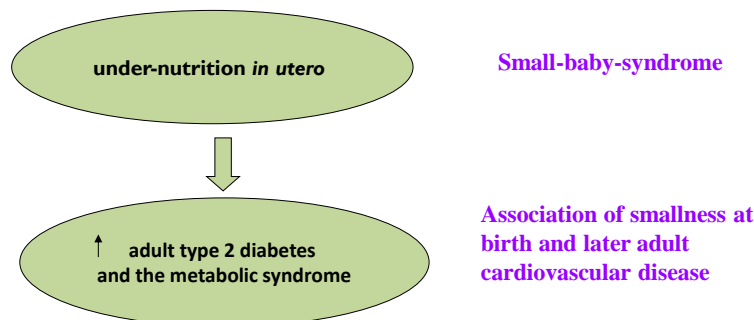 under-nutrition in utero
Small-baby-syndrome
↑ adult type 2 diabetes
and the metabolic syndrome
Association of smallness at
birth and later adult
cardiovascular disease